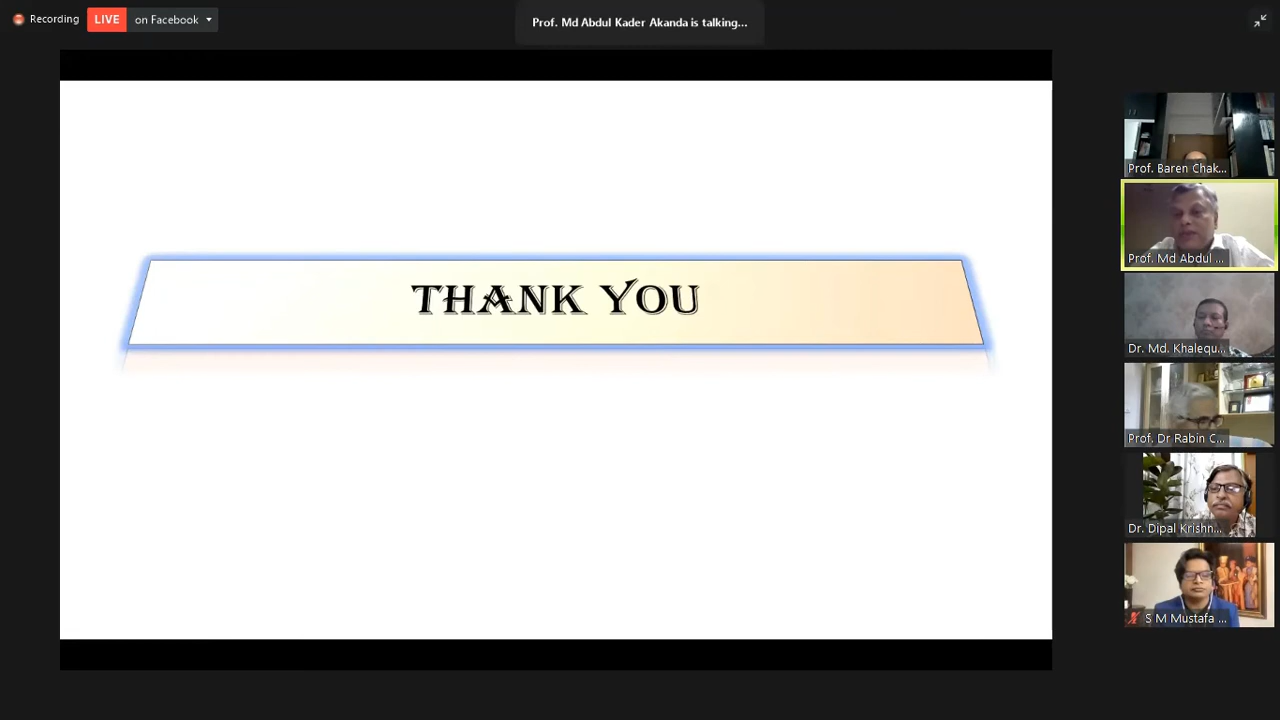 Recording
LIVE on Facebook
Prof. Md Abdul Kader Akanda is talking...
THANK YOU
Prof. Baren Chak...
Prof. Md Abdul ...
Dr. Md. Khalequ...
Prof. Dr Rabin C...
Dr. Dipal Krishn...
S M Mustafa ...